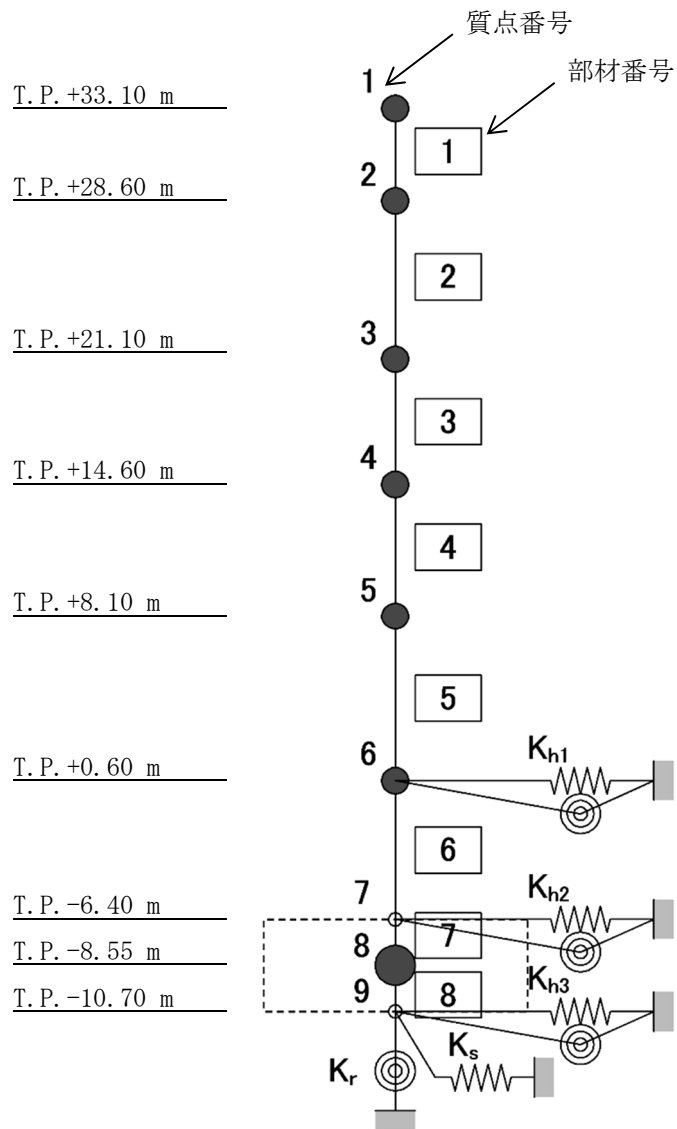 質点番号
部材番号
1
T.P.+33.10 m
1
2
T.P.+28.60 m
2
3
T.P.+21.10 m
3
4
T.P.+14.60 m
4
5
T.P.+8.10 m
5
6
Kh1
T.P.+0.60 m
6
7
Kh2
T.P.-6.40 m
7
8
T.P.-8.55 m
9
Kh3
T.P.-10.70 m
8
Ks
Kr